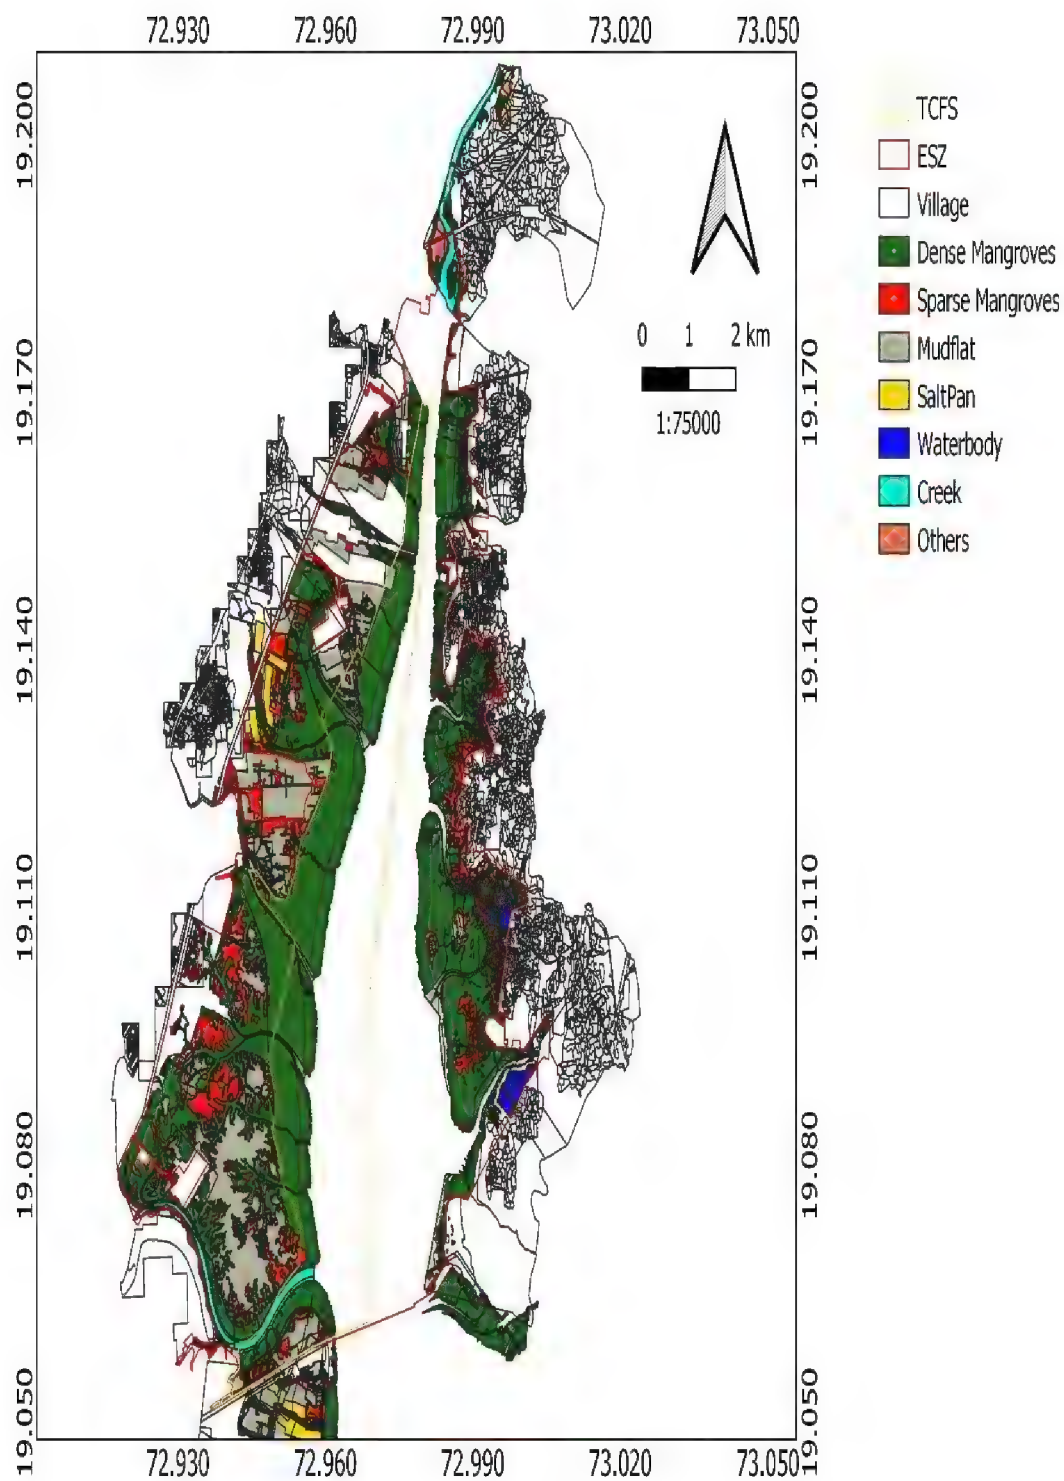 72.930 72.960 72.990 73.020 73.050
19.200
19.170
19.140
19.110
19.080
19.050
19.200
19.170
19.140
19.110
19.080
19.050
0 1 2 km
1:75000
TCFS
ESZ
Village
Dense Mangroves
Sparse Mangroves
Mudflat
SaltPan
Waterbody
Creek
Others
72.930 72.960 72.990 73.020 73.050